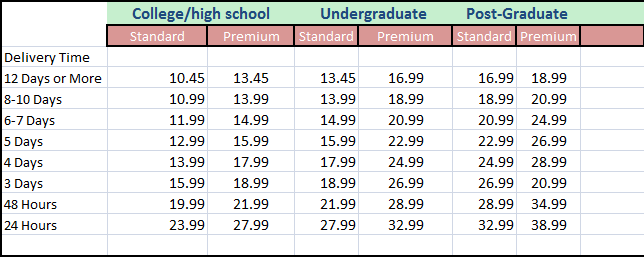 College/high school Undergraduate Post-Graduate
Standard Premium Standard Premium Standard Premium
Delivery Time
12 Days or More 10.45 13.45 13.45 16.99 16.99 18.99
8-10 Days 10.99 13.99 13.99 18.99 18.99 20.99
6-7 Days 11.99 14.99 14.99 20.99 20.99 24.99
5 Days 12.99 15.99 15.99 22.99 22.99 26.99
4 Days 13.99 17.99 17.99 24.99 24.99 28.99
3 Days 15.99 18.99 18.99 26.99 26.99 20.99
48 Hours 19.99 21.99 21.99 28.99 28.99 34.99
24 Hours 23.99 27.99 27.99 32.99 32.99 38.99